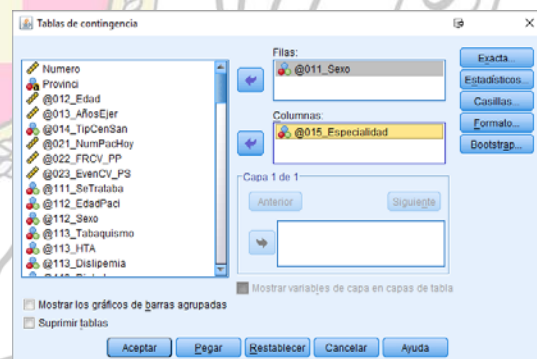 Tablas de contingencia
Numero
Provinci
@012_Edad
@013_AñosEjer
@014_TipCenSan
@021_NumPacHoy
@022_FRCV_PP
@023_EvenCV_PS
@111_SeTrataba
@112_EdadPaci
@112_Sexo
@113_Tabaquismo
@113_HTA
@113_Dislipemia
Filas:
@011_Sexo
Columnas:
@015_Especialidad
Capa 1 de 1
Anterior
Siguiente
Mostrar variables de capa en capas de tabla
Exacta...
Estadísticos...
Casillas...
Formato...
Bootstrap...
Mostrar los gráficos de barras agrupadas
Suprimir tablas
Aceptar
Pegar
Restablecer
Cancelar
Ayuda